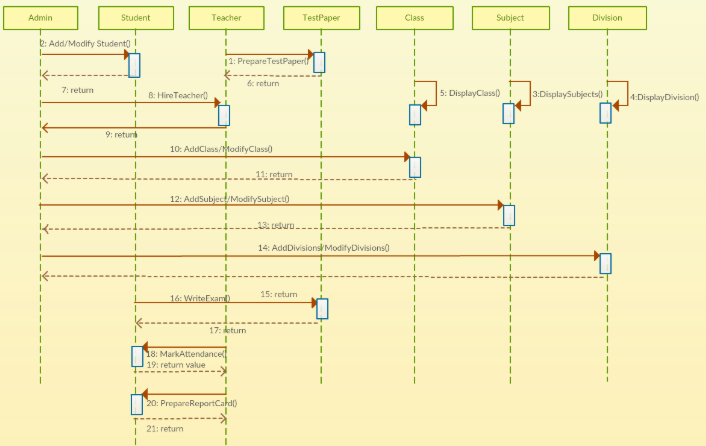 Admin
Student
Teacher
TestPaper
Class
Subject
Division
2: Add/Modify Student()
1: PrepareTestPaper()
6: return
7: return
8: HireTeacher()
5: DisplayClass()
3:DisplaySubjects()
4:DisplayDivision()
9: return
10: AddClass/ModifyClass()
11: return
12: AddSubject/ModifySubject()
13: return
14: AddDivisions/ModifyDivisions()
15: return
16: WriteExam()
17: return
18: MarkAttendance()
19: return value
20: PrepareReportCard()
21: return